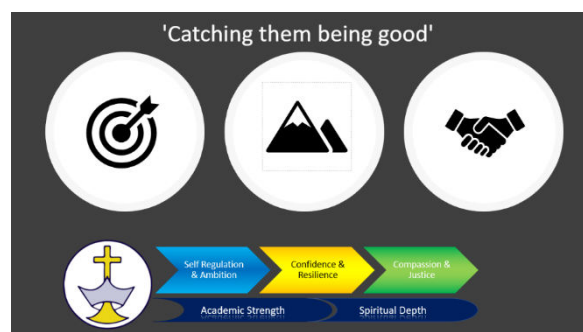 'Catching them being good'
Self Regulation
& Ambition
Confidence &
Resilience
Compassion &
Justice
Academic Strength
Spiritual Depth